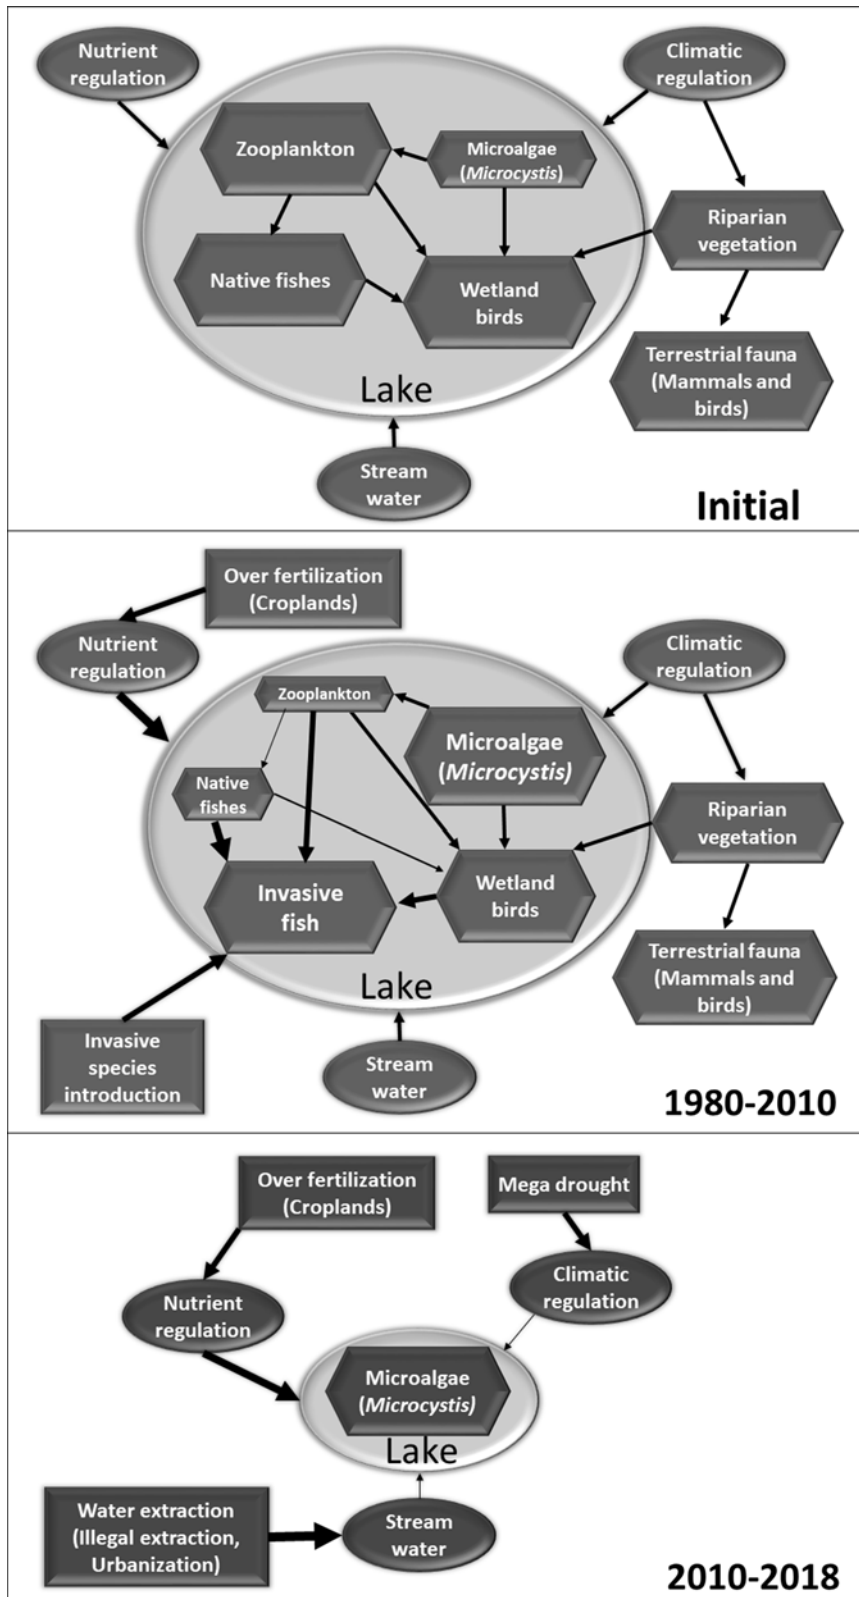 Nutrient
regulation
Climatic
regulation
Zooplankton
Microalgae
(Microcystis)
Riparian
vegetation
Native fishes
Wetland
birds
Terrestrial fauna
(Mammals and
birds)
Lake
Stream
water
Initial
Over fertilization
(Croplands)
Nutrient
regulation
Climatic
regulation
Zooplankton
Microalgae
(Microcystis)
Native
fishes
Riparian
vegetation
Invasive
fish
Wetland
birds
Terrestrial fauna
(Mammals and
birds)
Lake
Invasive
species
introduction
Stream
water
1980-2010
Over fertilization
(Croplands)
Mega drought
Nutrient
regulation
Climatic
regulation
Microalgae
(Microcystis)
Lake
Water extraction
(Illegal extraction,
Urbanization)
Stream
water
2010-2018